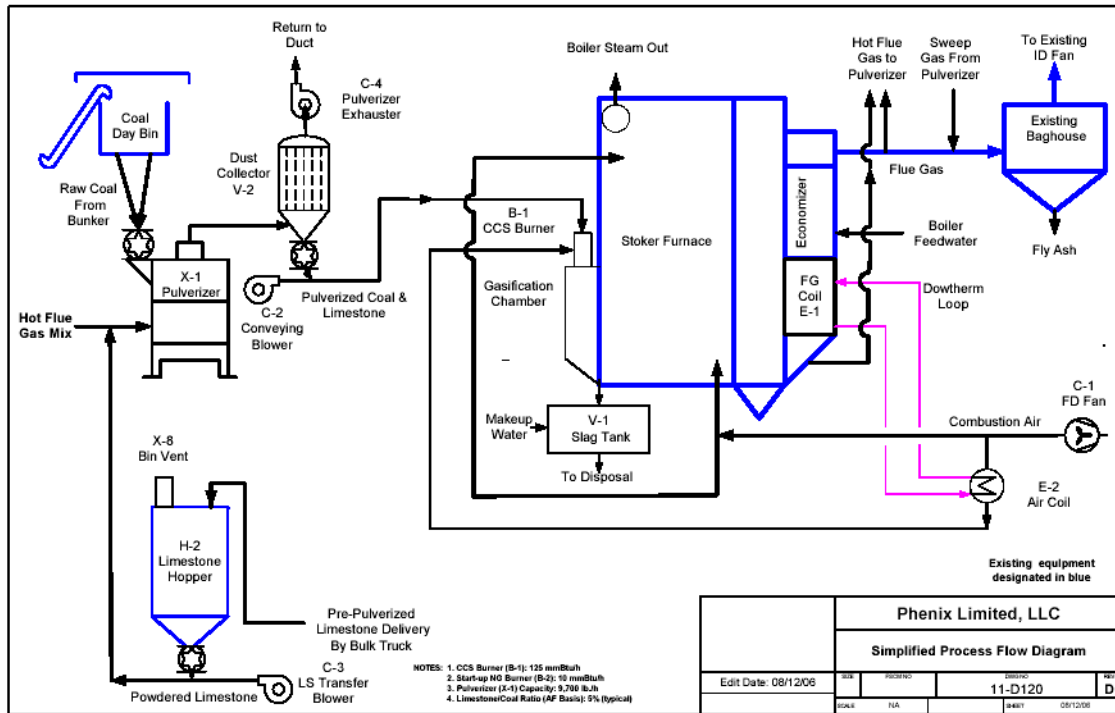 Return to
Duct
C-4
Pulverizer
Exhauster
Boiler Steam Out
Hot Flue
Gas to
Pulverizer
Sweep
Gas From
Pulverizer
To Existing
ID Fan
Coal
Day Bin
Dust
Collector
V-2
Existing
Baghouse
Flue Gas
Raw Coal
From
Bunker
B-1
CCS Burner
Stoker Furnace
Economizer
Boiler
Feedwater
Fly Ash
X-1
Pulverizer
Gasification
Chamber
FG
Coil
E-1
Dowtherm
Loop
Pulverized Coal &
Limestone
C-2
Conveying
Blower
Hot Flue
Gas Mix
C-1
FD Fan
Makeup
Water
V-1
Slag Tank
Combustion Air
X-8
Bin Vent
To Disposal
E-2
Air Coil
H-2
Limestone
Hopper
Existing equipment
designated in blue
Pre-Pulverized
Limestone Delivery
By Bulk Truck
C-3
LS Transfer
Blower
Powdered Limestone
NOTES: 1. CCS Burner (B-1): 125 mmBtu/h
2. Start-up NG Burner (B-2): 10 mmBtu/h
3. Pulverizer (X-1) Capacity: 9,700 lb./h
4. Limestone/Coal Ratio (AF Basis): 5% (typical)
Phenix Limited, LLC
Simplified Process Flow Diagram
Edit Date: 08/12/06
SIZE
FSCM NO
DWG NO
11-D120
REV
D
SCALE
NA
SHEET
08/12/06